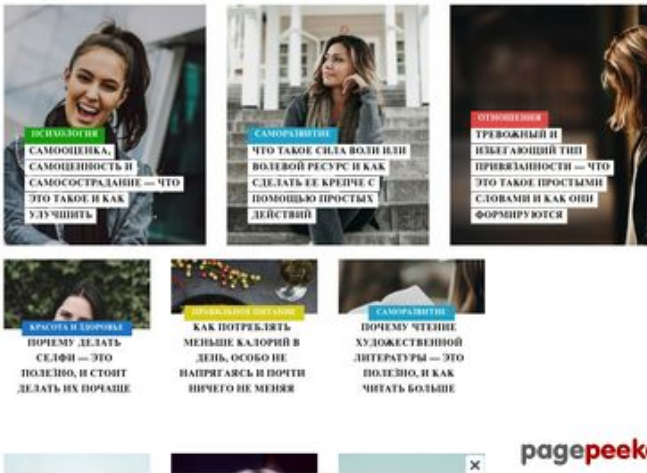 ПСИХОЛОГИЯ
САМООЦЕНКА,
САМОЦЕННОСТЬ И
САМОСОСТРАДАНИЕ — ЧТО
ЭТО ТАКОЕ И КАК
УЛУЧШИТЬ
САМОРАЗВИТИЕ
ЧТО ТАКОЕ СИЛА ВОЛИ ИЛИ
ВОЛЕВОЙ РЕСУРС И КАК
СДЕЛАТЬ ЕЕ КРЕПЧЕ С
ПОМОЩЬЮ ПРОСТЫХ
ДЕЙСТВИЙ
ОТНОШЕНИЯ
ТРЕВОЖНЫЙ И
ИЗБЕГАЮЩИЙ ТИП
ПРИВЯЗАННОСТИ — ЧТО
ЭТО ТАКОЕ ПРОСТЫМИ
СЛОВАМИ И КАК ОНИ
ФОРМИРУЮТСЯ
КРАСОТА И ЗДОРОВЬЕ
ПОЧЕМУ ДЕЛАТЬ
СЕЛФИ — ЭТО
ПОЛЕЗНО, И СТОИТ
ДЕЛАТЬ ИХ ПОЧАЩЕ
ПРАВИЛЬНОЕ ПИТАНИЕ
КАК ПОТРЕБЛЯТЬ
МЕНЬШЕ КАЛОРИЙ В
ДЕНЬ, ОСОБО НЕ
НАПРЯГАЯСЬ И ПОЧТИ
НИЧЕГО НЕ МЕНЯЯ
САМОРАЗВИТИЕ
ПОЧЕМУ ЧТЕНИЕ
ХУДОЖЕСТВЕННОЙ
ЛИТЕРАТУРЫ — ЭТО
ПОЛЕЗНО, И КАК
ЧИТАТЬ БОЛЬШЕ
pagepeeke